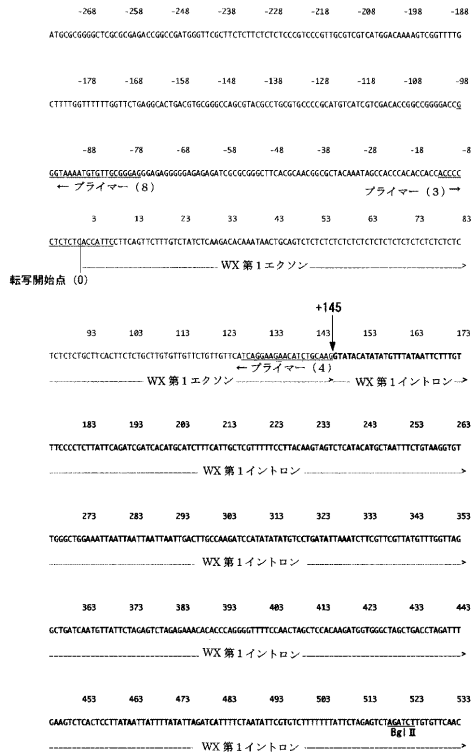 -268 -258 -248 -238 -228 -218 -208 -198 -188
ATGCGCGGGGCTCGCGCGAGACCGGCCGATGGGTTCGCTTCTCTTCTCTCTCCCGTCCCGTTGCGTCGTCATGGACAAAAGTCGGTTTTG
-178 -168 -158 -148 -138 -128 -118 -108 -98
CTTTTGGTTTTTTGGTTCTGAGGCACTGACGTGCGGGCCAGCGTACGCCTGCGTGCCCCGCATGTCATCGTCGACACCGGCCGGGGACCG
-88 -78 -68 -58 -48 -38 -28 -18 -8
GGTAAAATGTGTTGCGGGAGGGAGAGGGGGAGAGAGATCGCGCGGGCTTCACGCAACGGCGCTACAAATAGCCACCCACACCACCACCCC
← プライマー (8) プライマー (3) →
3 13 23 33 43 53 63 73 83
CTCTCTCACCATTCCTTCAGTTCTTTGTCTATCTCAAGACACAAATAACTGCAGTCTCTCTCTCTCTCTCTCTCTCTCTCTCTCTCTCTC
WX 第1エクソン
転写開始点 (0)
+145
93 103 113 123 133 143 153 163 173
TCTCTCTGCTTCACTTCTCTGCTTGTGTTGTTCTGTTGTTCATCAGGAAGAACATCTGCAAGGTATACATATATGTTTATAATTCTTTGT
← プライマー (4)
WX 第1エクソン WX 第1イントロン
183 193 203 213 223 233 243 253 263
TTCCCCTCTTATTCAGATCGATCACATGCATCTTTCATTGCTCGTTTTTCCTTACAAGTAGTCTCATACATGCTAATTTCTGTAAGGTGT
WX 第1イントロン
273 283 293 303 313 323 333 343 353
TGGGCTGGAAATTAATTAATTAATTAATTGACTTGCCAAGATCCATATATATGTCCTGATATTAAATCTTCGTTCGTTATGTTTGGTTAG
WX 第1イントロン
363 373 383 393 403 413 423 433 443
GCTGATCAATGTTATTCTAGAGTCTAGAGAAACACACCCAGGGGTTTTCCAACTAGCTCCACAAGATGGTGGGCTAGCTGACCTAGATTT
WX 第1イントロン
453 463 473 483 493 503 513 523 533
GAAGTCTCACTCCTTATAATTATTTTATATTAGATCATTTTCTAATATTCGTGTCTTTTTTTATTCTAGAGTCTAGATCTTGTGTTCAAC
Bgl Ⅱ
WX 第1イントロン